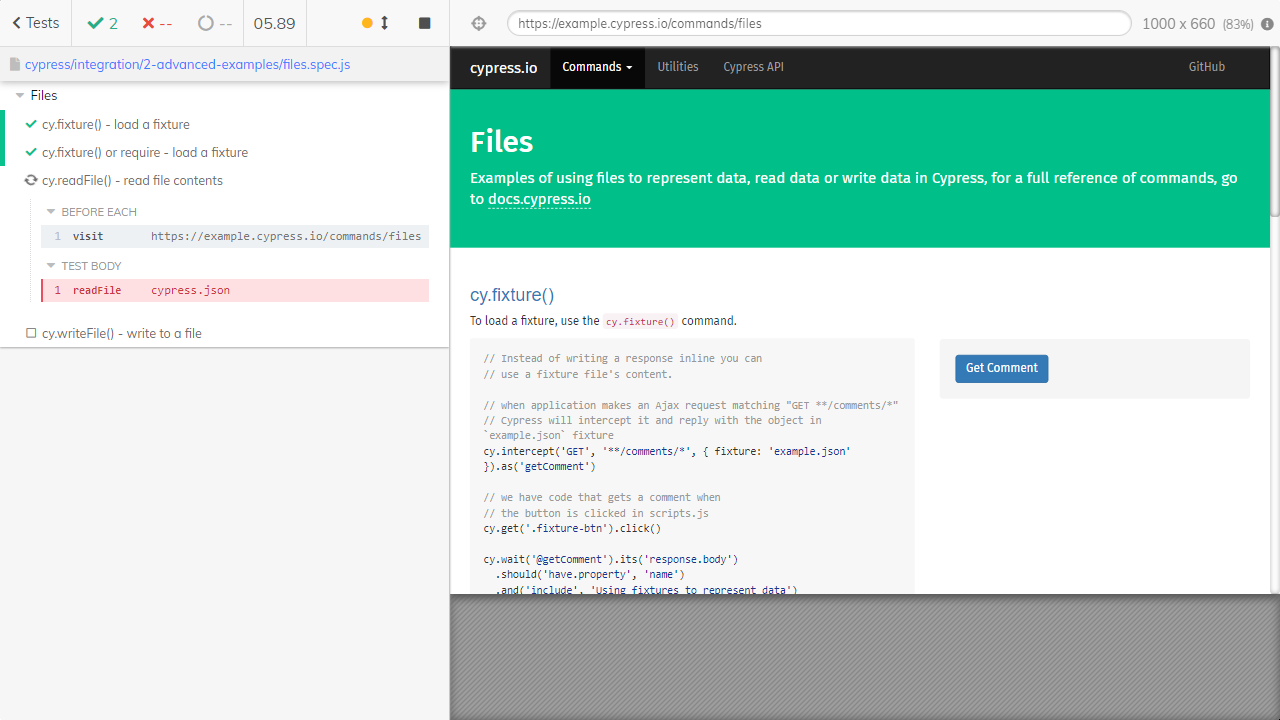 Tests 2 -- -- 05.89
https://example.cypress.io/commands/files 1000 x 660 (83%)
cypress/integration/2-advanced-examples/files.spec.js
Files
cy.fixture() - load a fixture
cy.fixture() or require - load a fixture
cy.readFile() - read file contents
BEFORE EACH
1 visit https://example.cypress.io/commands/files
TEST BODY
1 readFile cypress.json
cy.writeFile() - write to a file
cypress.io Commands Utilities Cypress API GitHub
Files
Examples of using files to represent data, read data or write data in Cypress, for a full reference of commands, go
to docs.cypress.io
cy.fixture()
To load a fixture, use the cy.fixture() command.
// Instead of writing a response inline you can
// use a fixture file's content.
// when application makes an Ajax request matching "GET **/comments/*"
// Cypress will intercept it and reply with the object in
`example.json` fixture
cy.intercept('GET', '**/comments/*', { fixture: 'example.json'
}).as('getComment')
// we have code that gets a comment when
// the button is clicked in scripts.js
cy.get('.fixture-btn').click()
cy.wait('@getComment').its('response.body')
.should('have.property', 'name')
.and('include', 'Using fixtures to represent data')
Get Comment